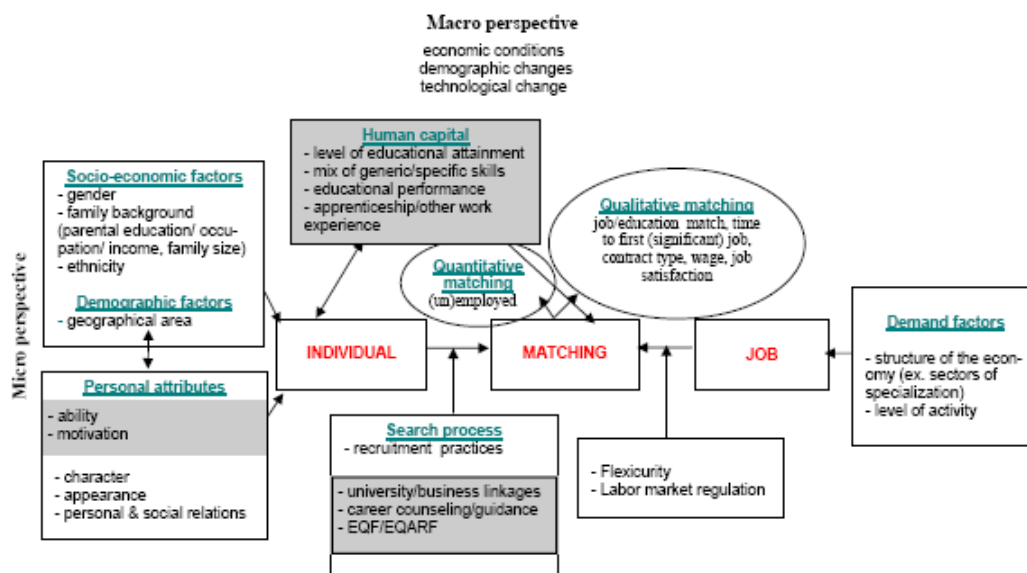 Macro perspective
economic conditions
demographic changes
technological change
Human capital
- level of educational attainment
- mix of generic/specific skills
- educational performance
- apprenticeship/other work
experience
Socio-economic factors
- gender
- family background
(parental education/ occu-
pation/ income, family size)
- ethnicity
Demographic factors
- geographical area
Qualitative matching
job/education match, time
to first (significant) job,
contract type, wage, job
satisfaction
Quantitative
matching
(un)employed
Micro perspective
INDIVIDUAL
MATCHING
JOB
Demand factors
- structure of the econ-
omy (ex. sectors of
specialization)
- level of activity
Personal attributes
- ability
- motivation
- character
- appearance
- personal & social relations
Search process
- recruitment practices
- university/business linkages
- career counseling/guidance
- EQF/EQARF
- Flexicurity
- Labor market regulation